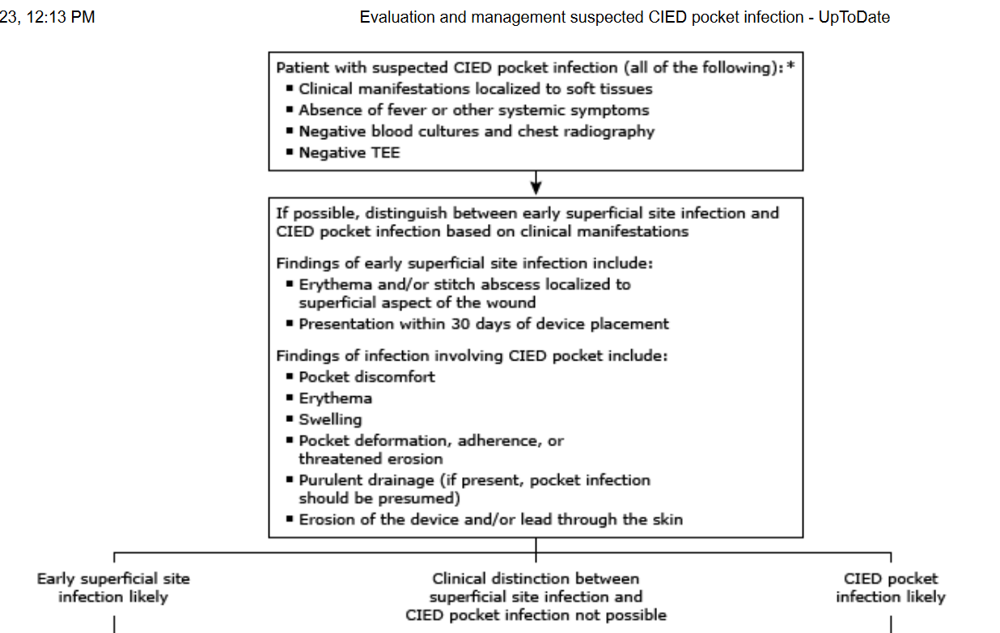 23, 12:13 PM
Evaluation and management suspected CIED pocket infection - UpToDate
Patient with suspected CIED pocket infection (all of the following):*
▪ Clinical manifestations localized to soft tissues
▪ Absence of fever or other systemic symptoms
▪ Negative blood cultures and chest radiography
▪ Negative TEE
If possible, distinguish between early superficial site infection and
CIED pocket infection based on clinical manifestations
Findings of early superficial site infection include:
▪ Erythema and/or stitch abscess localized to
superficial aspect of the wound
▪ Presentation within 30 days of device placement
Findings of infection involving CIED pocket include:
▪ Pocket discomfort
▪ Erythema
▪ Swelling
▪ Pocket deformation, adherence, or
threatened erosion
▪ Purulent drainage (if present, pocket infection
should be presumed)
▪ Erosion of the device and/or lead through the skin
Early superficial site
infection likely
Clinical distinction between
superficial site infection and
CIED pocket infection not possible
CIED pocket
infection likely